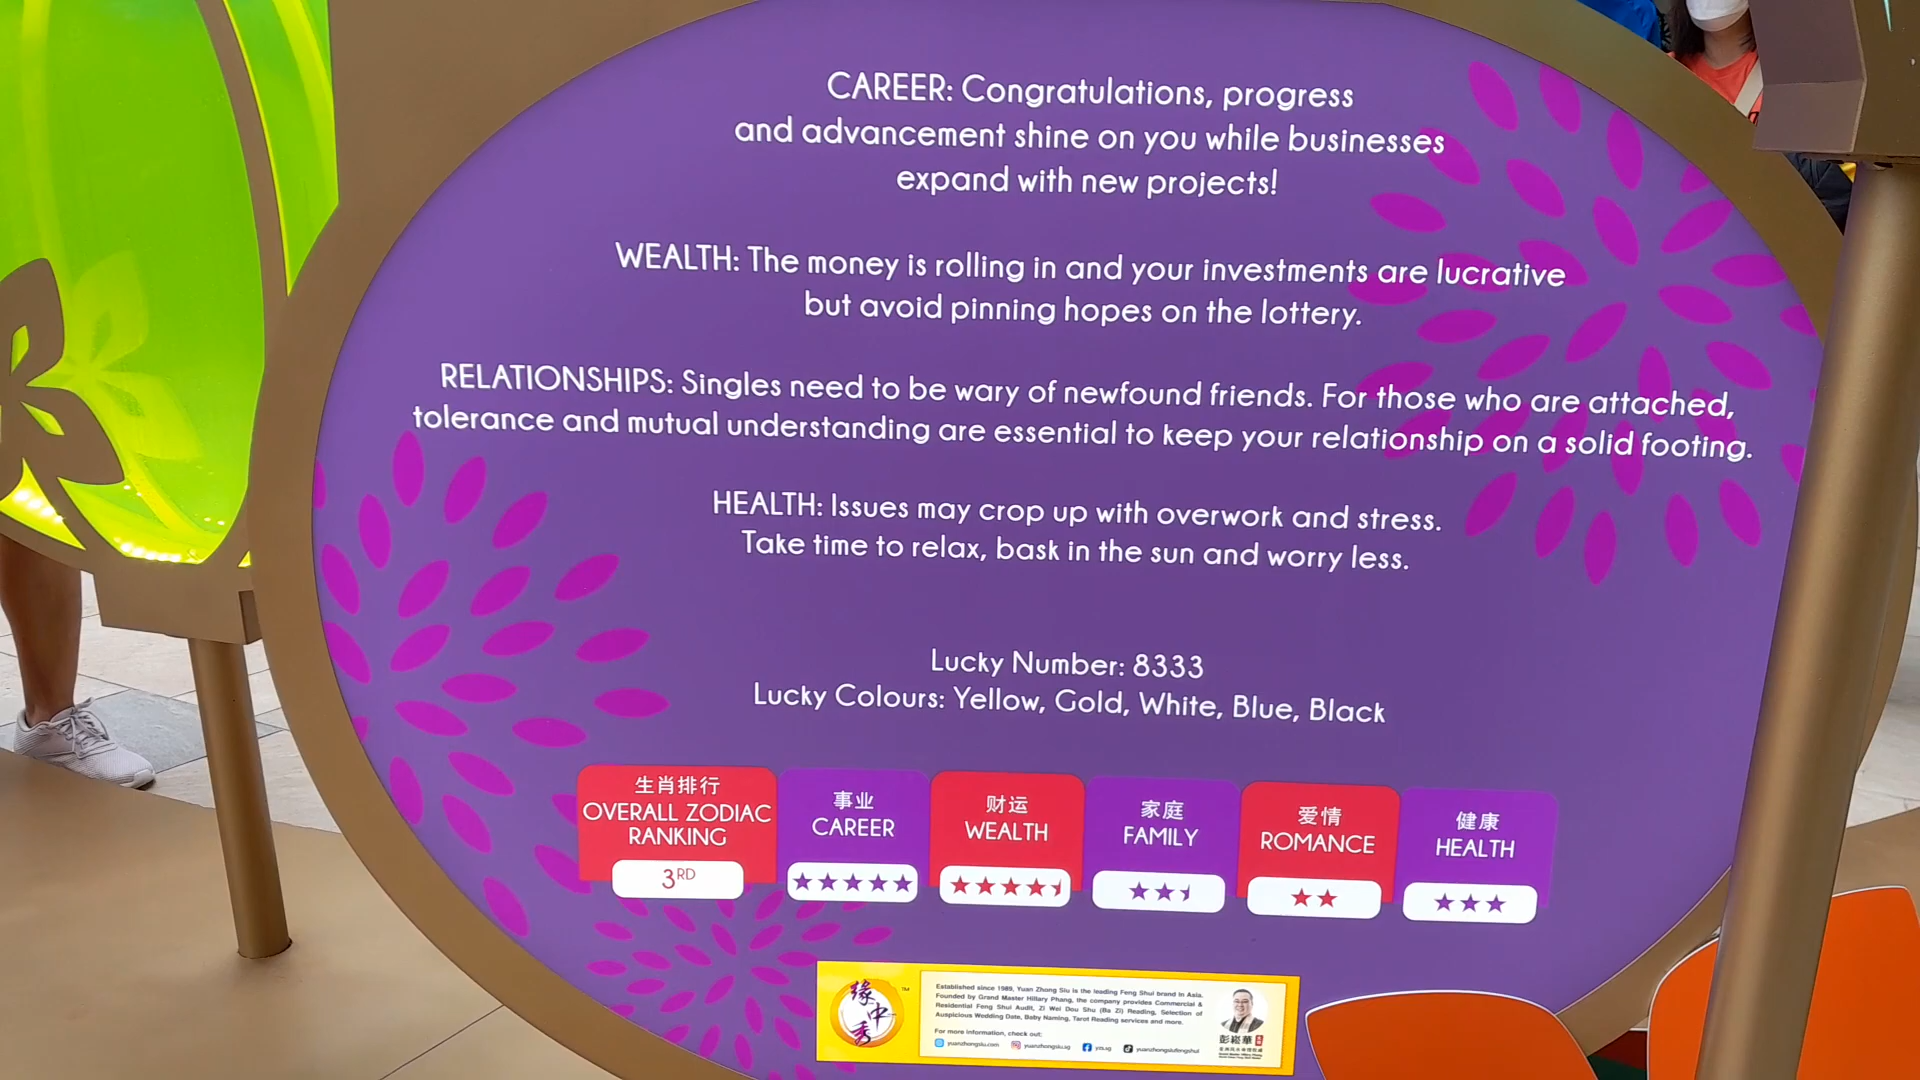 CAREER: Congratulations, progress
and advancement shine on you while businesses
expand with new projects!
WEALTH: The money is rolling in and your investments are lucrative
but avoid pinning hopes on the lottery.
RELATIONSHIPS: Singles need to be wary of newfound friends. For those who are attached,
tolerance and mutual understanding are essential to keep your relationship on a solid footing.
HEALTH: Issues may crop up with overwork and stress.
Take time to relax, bask in the sun and worry less.
Lucky Number: 8333
Lucky Colours: Yellow, Gold, White, Blue, Black
生肖排行
OVERALL ZODIAC
RANKING
3RD
事业
CAREER
财运
WEALTH
家庭
FAMILY
爱情
ROMANCE
健康
HEALTH
缘中秀 TM
Established since 1989, Yuan Zhong Siu is the leading Feng Shui brand in Asia.
Founded by Grand Master Hillary Phang, the company provides Commercial &
Residential Feng Shui Audit, Zi Wei Dou Shu (Ba Zi) Reading, Selection of
Auspicious Wedding Date, Baby Naming, Tarot Reading services and more.
For more information, check out:
yuanzhongsiu.com yuanzhongsiu.sg yzs.sg yuanzhongsiufengshui
彭崧華